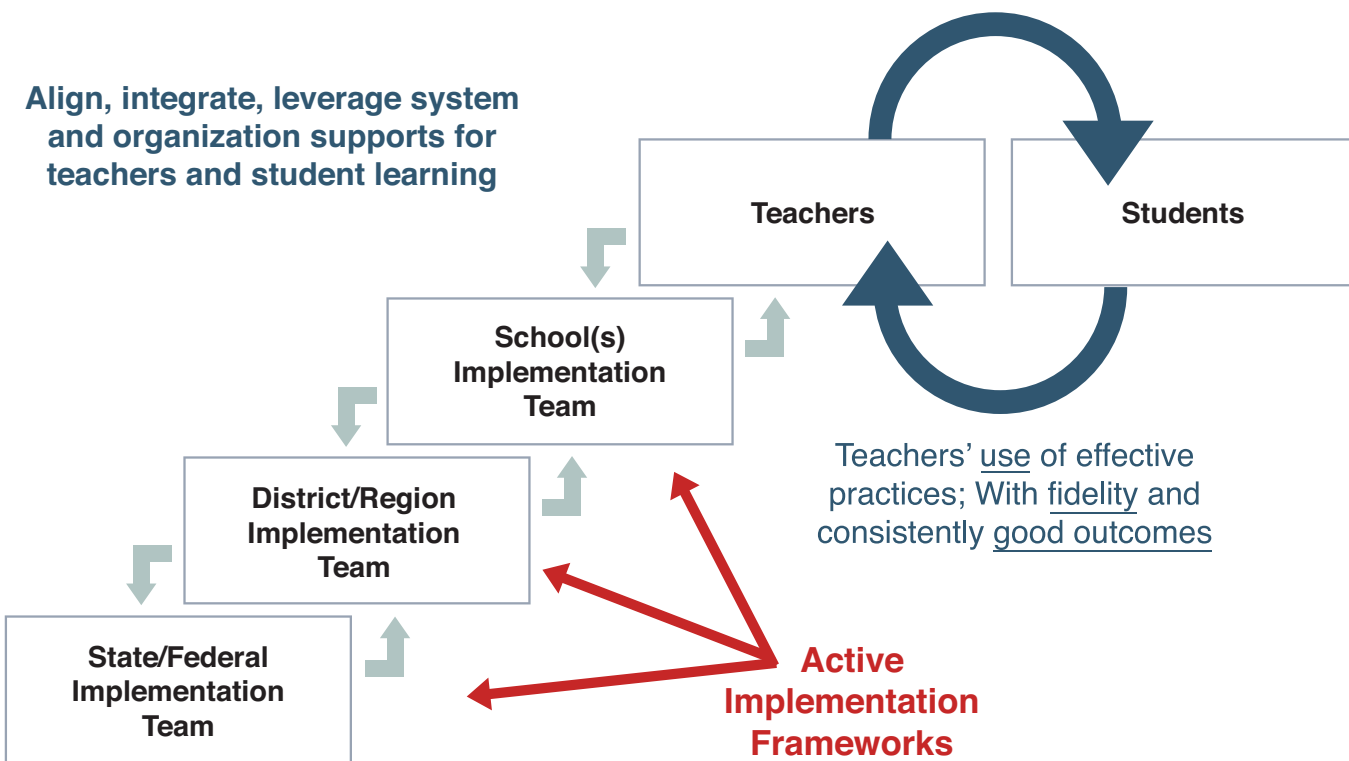 Align, integrate, leverage system
and organization supports for
teachers and student learning
Teachers
Students
School(s)
Implementation
Team
Teachers’ use of effective
practices; With fidelity and
consistently good outcomes
District/Region
Implementation
Team
State/Federal
Implementation
Team
Active
Implementation
Frameworks